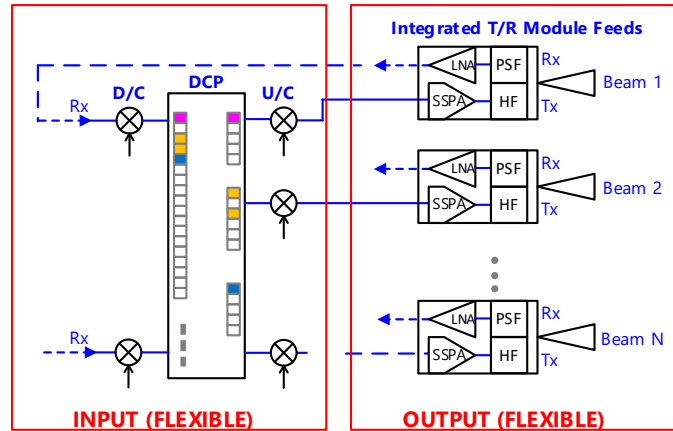 Integrated T/R Module Feeds
D/C
DCP
U/C
Rx
LNA
PSF
Rx
SSPA
HF
Tx
Beam 1
LNA
PSF
Rx
SSPA
HF
Tx
Beam 2
Rx
LNA
PSF
Rx
SSPA
HF
Tx
Beam N
INPUT (FLEXIBLE)
OUTPUT (FLEXIBLE)